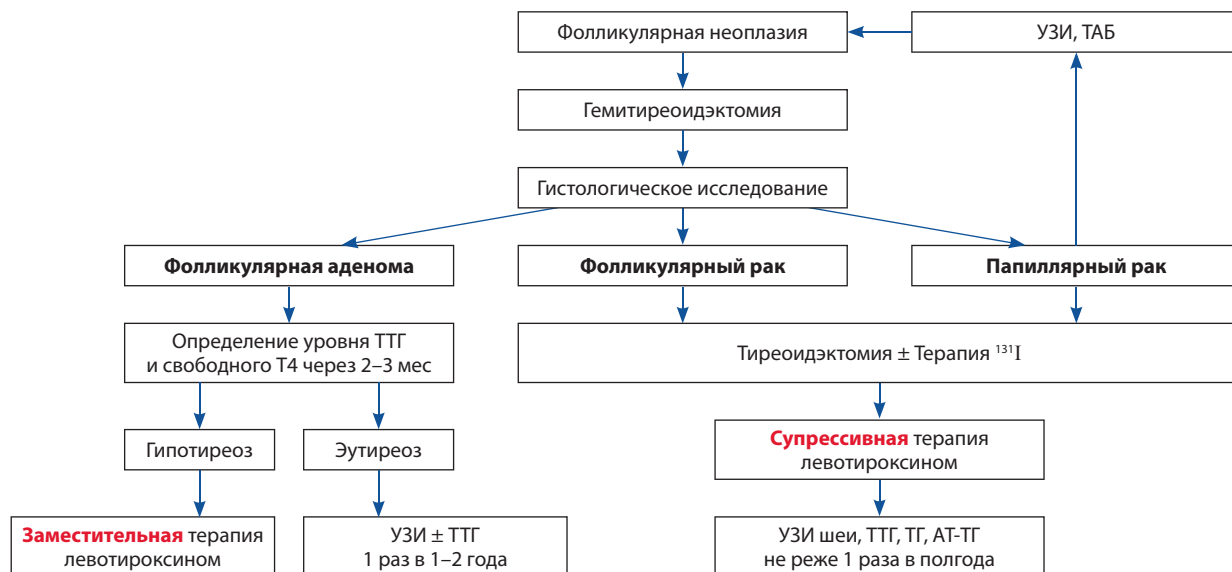 Фолликулярная неоплазия
УЗИ, ТАБ
Гемитиреоидэктомия
Гистологическое исследование
Фолликулярная аденома
Фолликулярный рак
Папиллярный рак
Определение уровня ТТГ
и свободного Т4 через 2–3 мес
Тиреоидэктомия ± Терапия ¹³¹I
Гипотиреоз
Эутиреоз
Супрессивная терапия
левотироксином
Заместительная терапия
левотироксином
УЗИ ± ТТГ
1 раз в 1–2 года
УЗИ шеи, ТТГ, ТГ, АТ-ТГ
не реже 1 раза в полгода